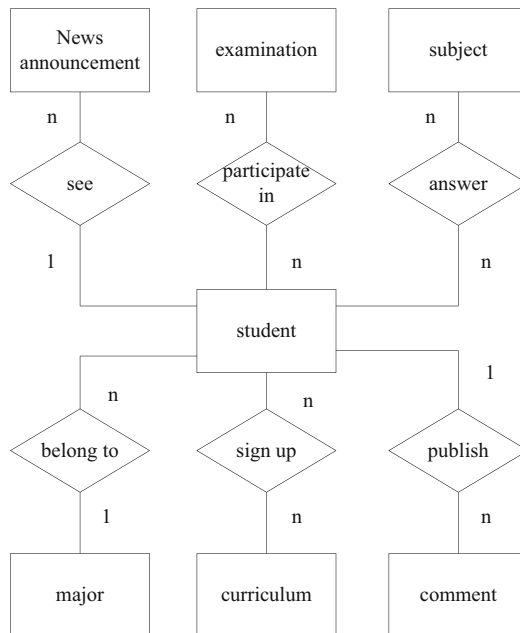 News
announcement
examination
subject
n
n
n
see
participate
in
answer
1
n
n
student
n
n
1
belong to
sign up
publish
1
n
n
major
curriculum
comment